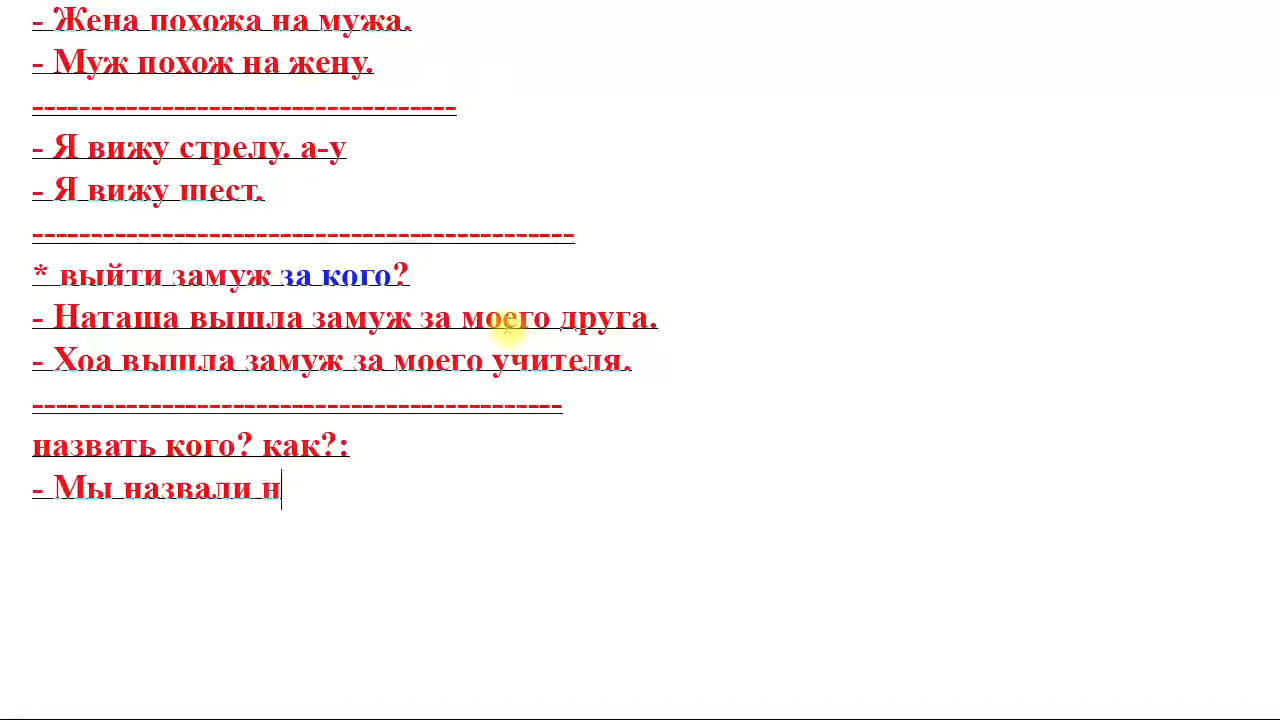 - Жена похожа на мужа.
- Муж похож на жену.
------------------------------------
- Я вижу стрелу. а-у
- Я вижу шест.
----------------------------------------------
* выйти замуж за кого?
- Наташа вышла замуж за моего друга.
- Хоа вышла замуж за моего учителя.
---------------------------------------------
назвать кого? как?:
- Мы назвали н